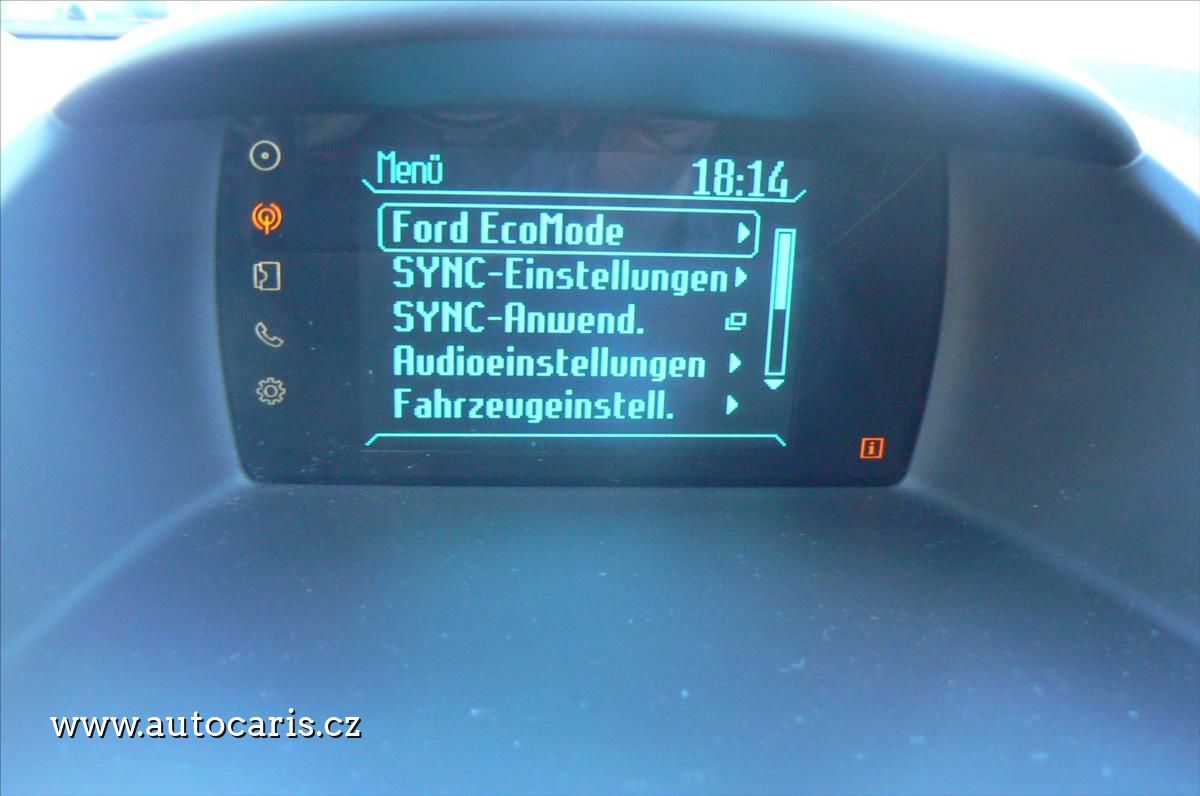 Menü 18:14
Ford EcoMode
SYNC-Einstellungen
SYNC-Anwend.
Audioeinstellungen
Fahrzeugeinstell.
i
www.autocaris.cz